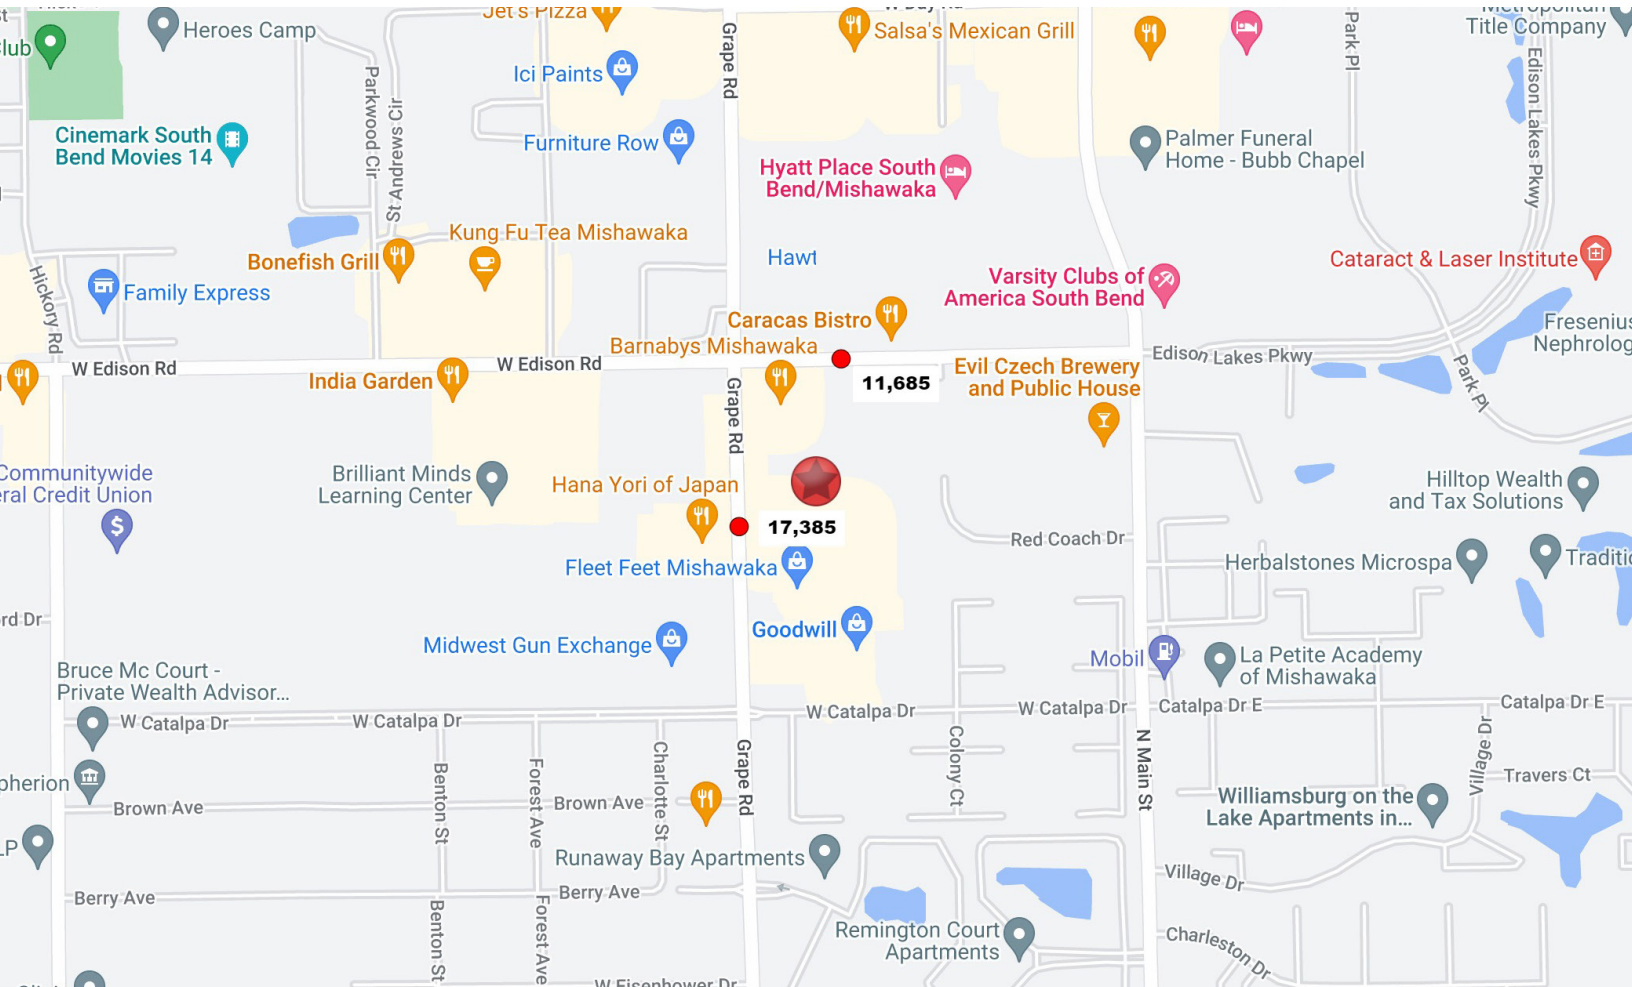 Jet's Pizza
Salsa's Mexican Grill
Title Company
Club
Heroes Camp
Ici Paints
Grape Rd
Park Pl
Edison Lakes Pkwy
Parkwood Cir
St Andrews Cir
Cinemark South
Bend Movies 14
Furniture Row
Palmer Funeral
Home - Bubb Chapel
Hyatt Place South
Bend/Mishawaka
Kung Fu Tea Mishawaka
Bonefish Grill
Hawt
Cataract & Laser Institute
Varsity Clubs of
America South Bend
Family Express
Hickory Rd
Caracas Bistro
Fresenius
Nephrolog
Barnabys Mishawaka
W Edison Rd
W Edison Rd
Edison Lakes Pkwy
India Garden
11,685
Evil Czech Brewery
and Public House
Park Pl
Grape Rd
Communitywide
eral Credit Union
Brilliant Minds
Learning Center
Hana Yori of Japan
Hilltop Wealth
and Tax Solutions
17,385
Red Coach Dr
Herbalstones Microspa
Traditio
Fleet Feet Mishawaka
rd Dr
Goodwill
Midwest Gun Exchange
Mobil
La Petite Academy
of Mishawaka
Bruce Mc Court -
Private Wealth Advisor...
W Catalpa Dr
W Catalpa Dr
W Catalpa Dr
W Catalpa Dr
Catalpa Dr E
Catalpa Dr E
Village Dr
Grape Rd
Colony Ct
N Main St
Charlotte St
Forest Ave
Benton St
pherion
Brown Ave
Brown Ave
Travers Ct
Williamsburg on the
Lake Apartments in...
LP
Runaway Bay Apartments
Village Dr
Berry Ave
Berry Ave
Benton St
Forest Ave
Remington Court
Apartments
Charleston Dr
W Eisenhower Dr